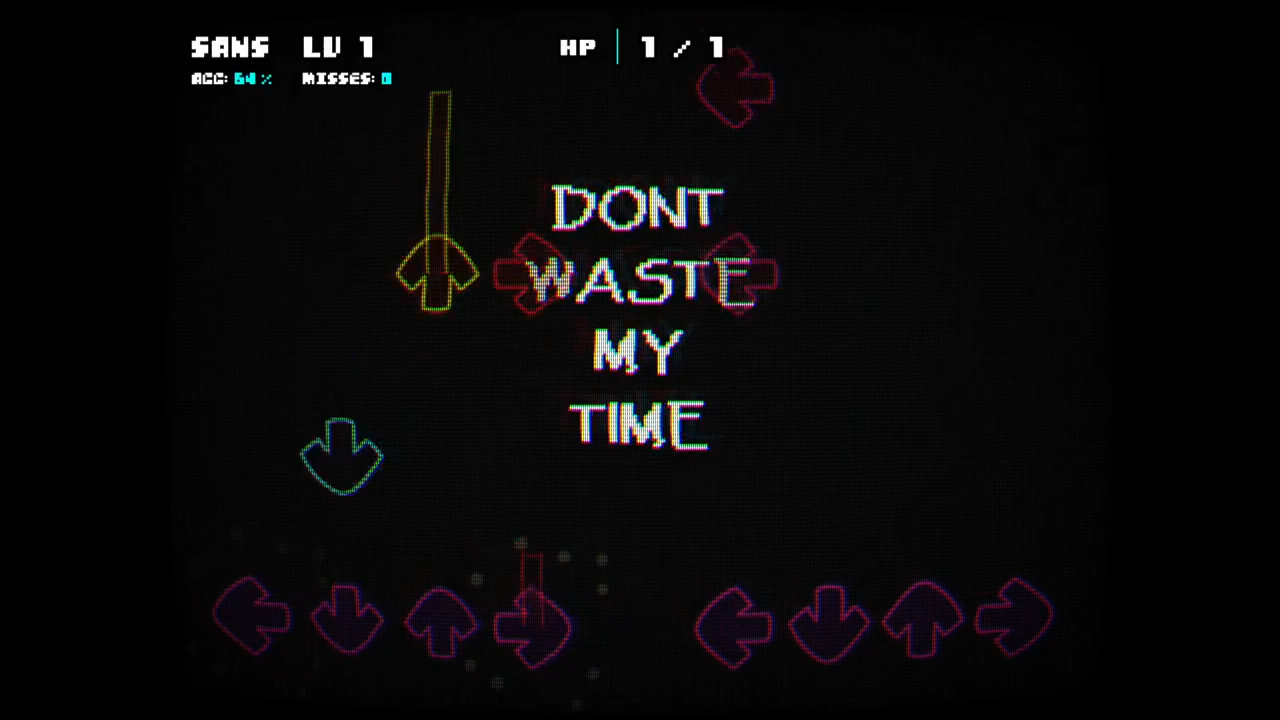 SANS LV 1 HP 1 / 1
ACC: 64% MISSES: 0
DONT
WASTE
MY
TIME